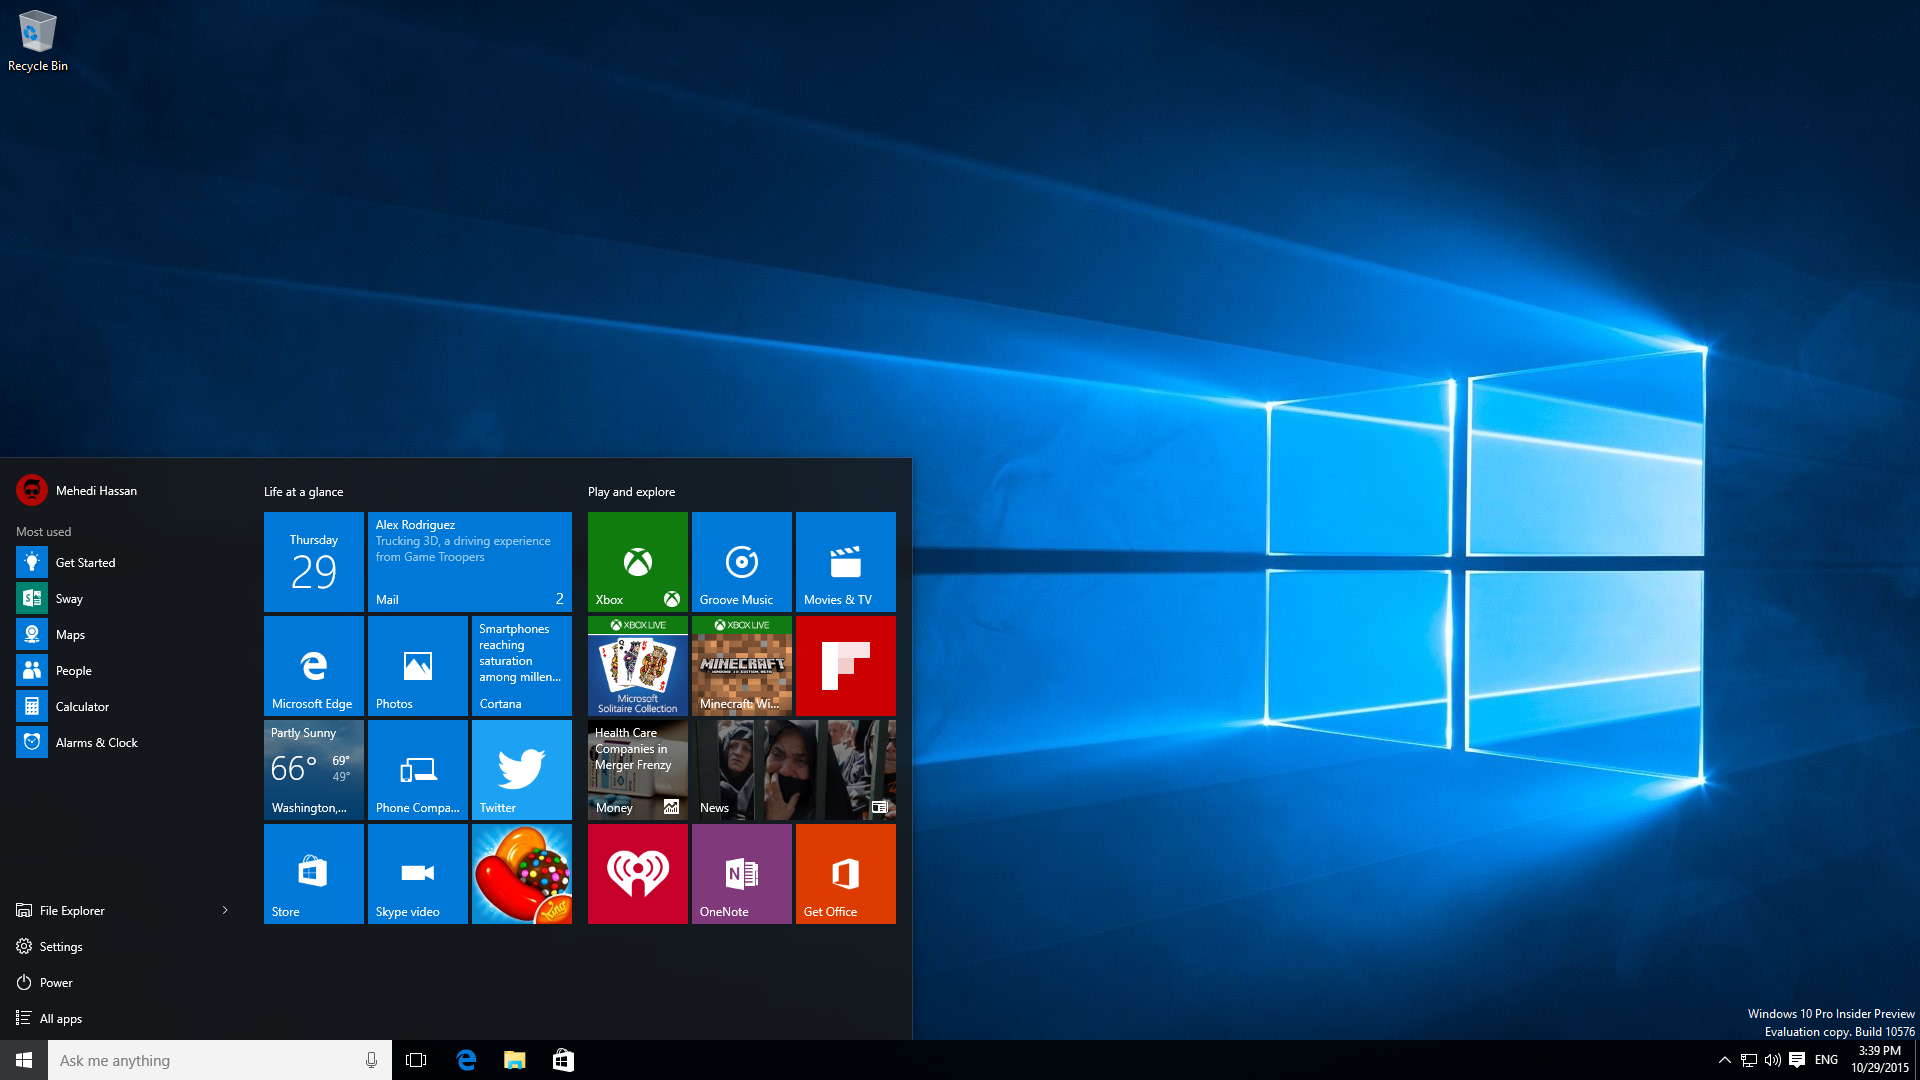 Recycle Bin
Mehedi Hassan
Most used
Get Started
Sway
Maps
People
Calculator
Alarms & Clock
File Explorer
Settings
Power
All apps
Life at a glance
Thursday
29
Alex Rodriguez
Trucking 3D, a driving experience
from Game Troopers
Mail 2
Microsoft Edge
Photos
Smartphones
reaching
saturation
among millen...
Cortana
Partly Sunny
66° 69°
49°
Washington,...
Phone Compa...
Twitter
Store
Skype video
King
Play and explore
Xbox
Groove Music
Movies & TV
XBOX LIVE
Microsoft
Solitaire Collection
XBOX LIVE
MINECRAFT
WINDOWS 10 EDITION BETA
Minecraft: Wi...
Health Care
Companies in
Merger Frenzy
Money
News
N
OneNote
Get Office
Windows 10 Pro Insider Preview
Evaluation copy. Build 10576
Ask me anything
ENG
3:39 PM
10/29/2015